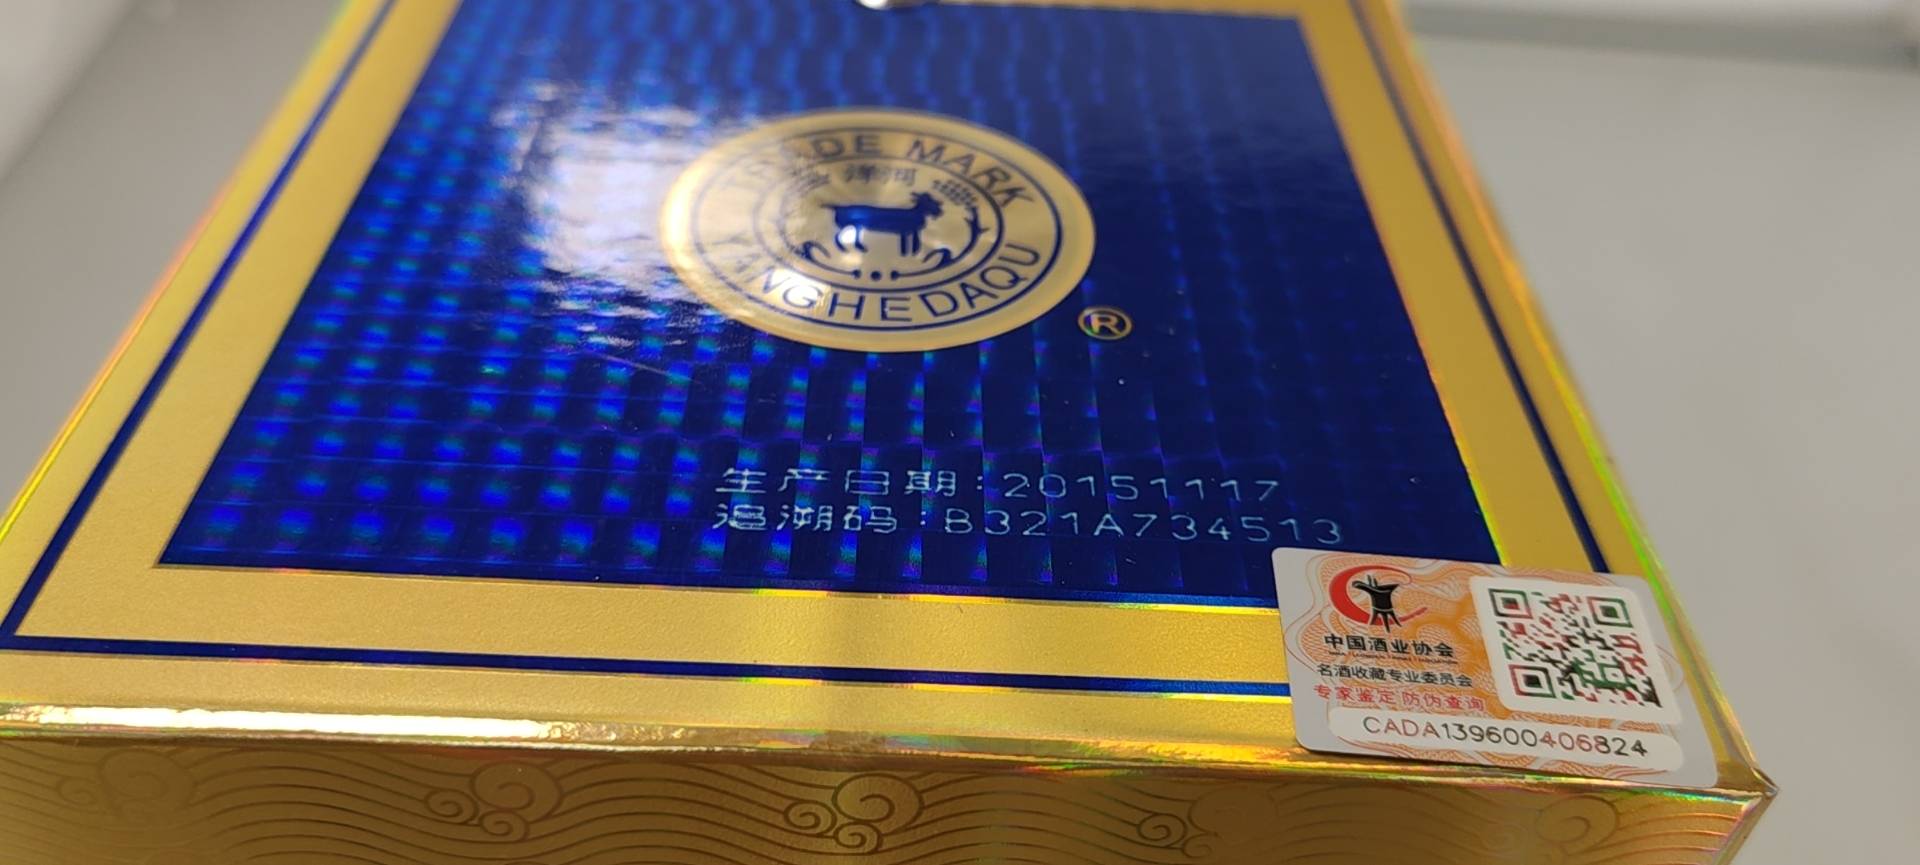 TRADE MARK
洋河
YANGHEDAQU
®
生产日期:20151117
追溯码:B321A734513
中国酒业协会
名酒收藏专业委员会
专家鉴定防伪查询
CADA139600406824